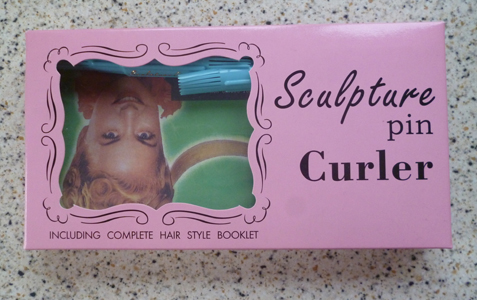 Sculpture
pin
Curler
INCLUDING COMPLETE HAIR STYLE BOOKLET